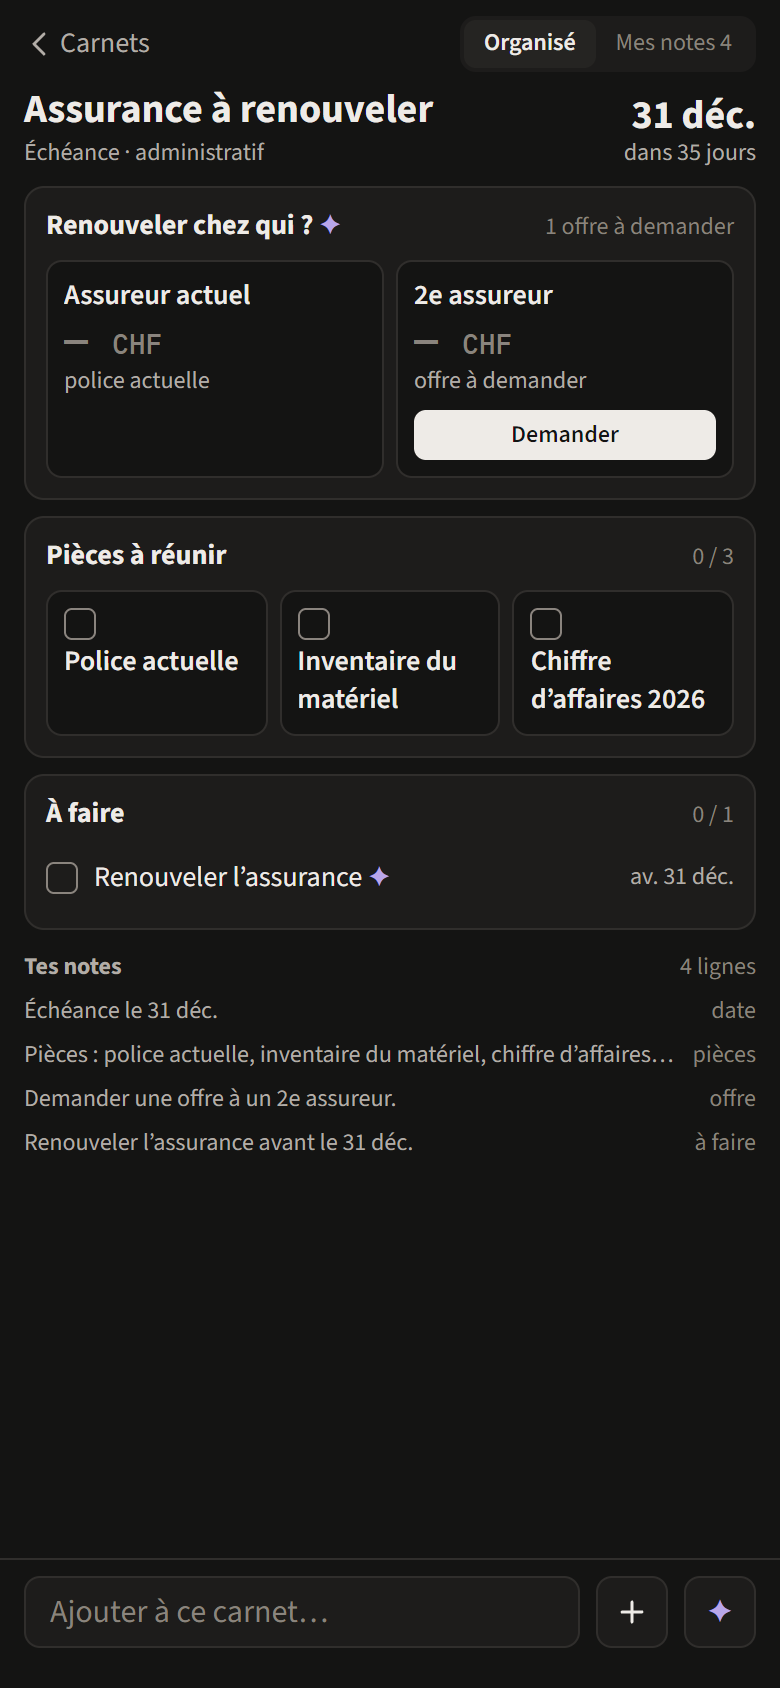 Carnets
Organisé
Mes notes 4
Assurance à renouveler
31 déc.
Échéance · administratif
dans 35 jours
Renouveler chez qui ? ✦
1 offre à demander
Assureur actuel
— CHF
police actuelle
2e assureur
— CHF
offre à demander
Demander
Pièces à réunir
0 / 3
Police actuelle
Inventaire du
matériel
Chiffre
d’affaires 2026
À faire
0 / 1
Renouveler l’assurance ✦
av. 31 déc.
Tes notes
4 lignes
Échéance le 31 déc.
date
Pièces : police actuelle, inventaire du matériel, chiffre d’affaires…
pièces
Demander une offre à un 2e assureur.
offre
Renouveler l’assurance avant le 31 déc.
à faire
Ajouter à ce carnet…